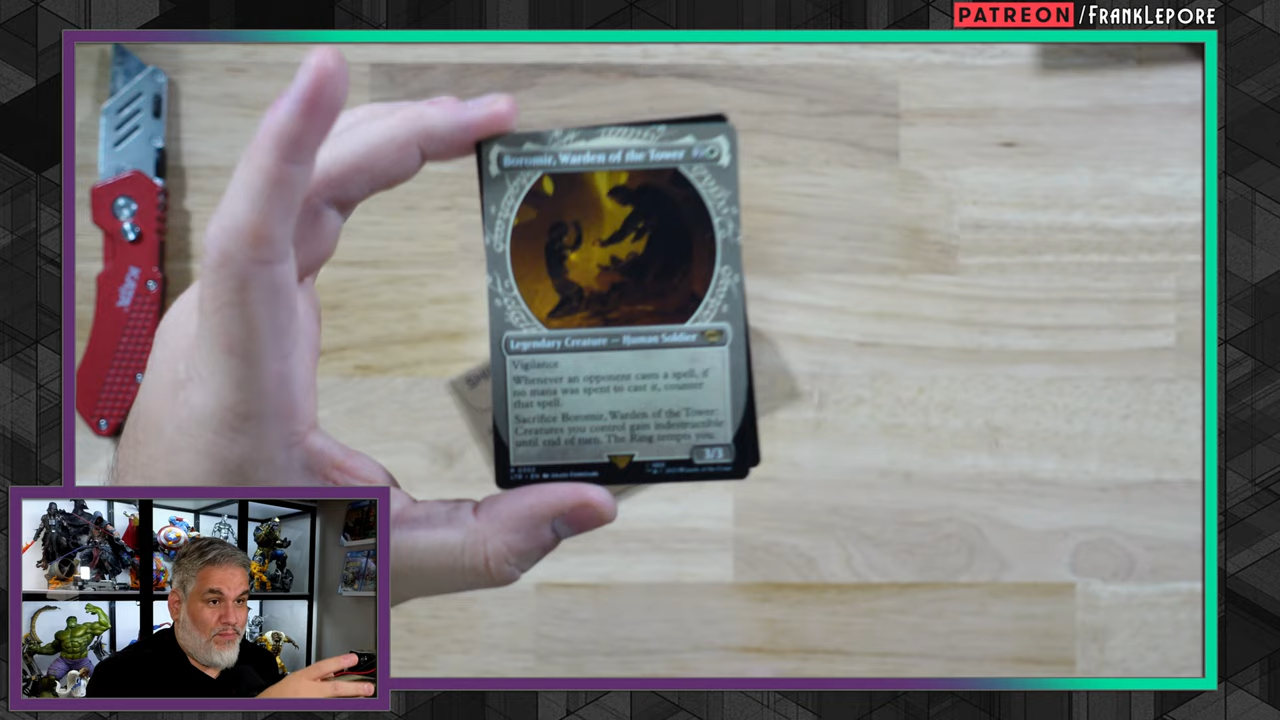 PATREON /FRANKLEPORE
Boromir, Warden of the Tower
Legendary Creature — Human Soldier
Vigilance
Whenever an opponent casts a spell, if
no mana was spent to cast it, counter
that spell.
Sacrifice Boromir, Warden of the Tower:
Creatures you control gain indestructible
until end of turn. The Ring tempts you.
3/3